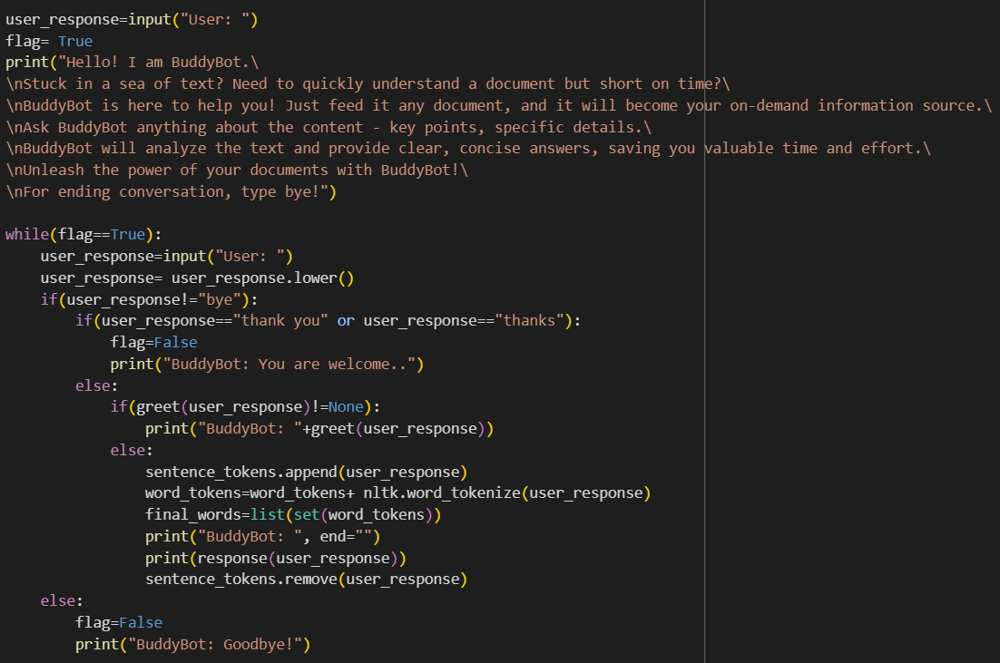 user_response=input("User: ")
flag= True
print("Hello! I am BuddyBot.\
\nStuck in a sea of text? Need to quickly understand a document but short on time?\
\nBuddyBot is here to help you! Just feed it any document, and it will become your on-demand information source.\
\nAsk BuddyBot anything about the content - key points, specific details.\
\nBuddyBot will analyze the text and provide clear, concise answers, saving you valuable time and effort.\
\nUnleash the power of your documents with BuddyBot!\
\nFor ending conversation, type bye!")

while(flag==True):
    user_response=input("User: ")
    user_response= user_response.lower()
    if(user_response!="bye"):
        if(user_response=="thank you" or user_response=="thanks"):
            flag=False
            print("BuddyBot: You are welcome..")
        else:
            if(greet(user_response)!=None):
                print("BuddyBot: "+greet(user_response))
            else:
                sentence_tokens.append(user_response)
                word_tokens=word_tokens+ nltk.word_tokenize(user_response)
                final_words=list(set(word_tokens))
                print("BuddyBot: ", end="")
                print(response(user_response))
                sentence_tokens.remove(user_response)
    else:
        flag=False
        print("BuddyBot: Goodbye!")